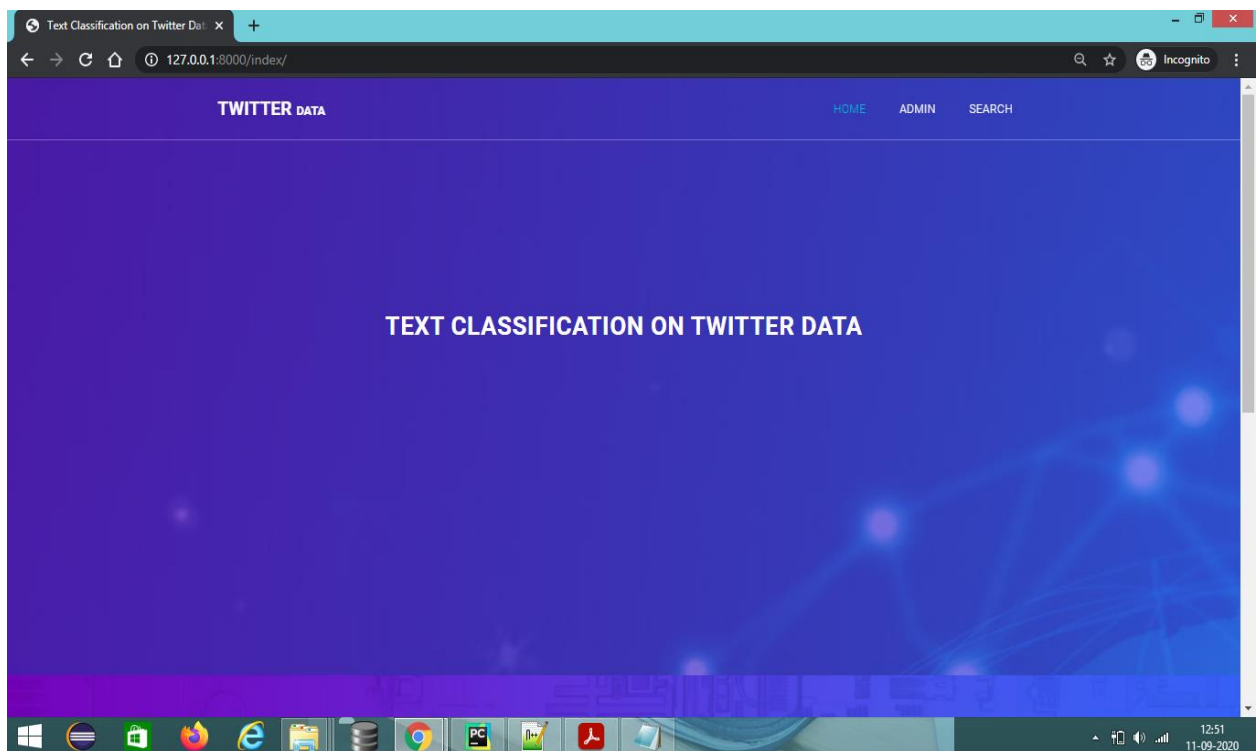 Text Classification on Twitter Dat
127.0.0.1:8000/index/
Incognito
TWITTER DATA
HOME ADMIN SEARCH
TEXT CLASSIFICATION ON TWITTER DATA
PC
12:51
11-09-2020